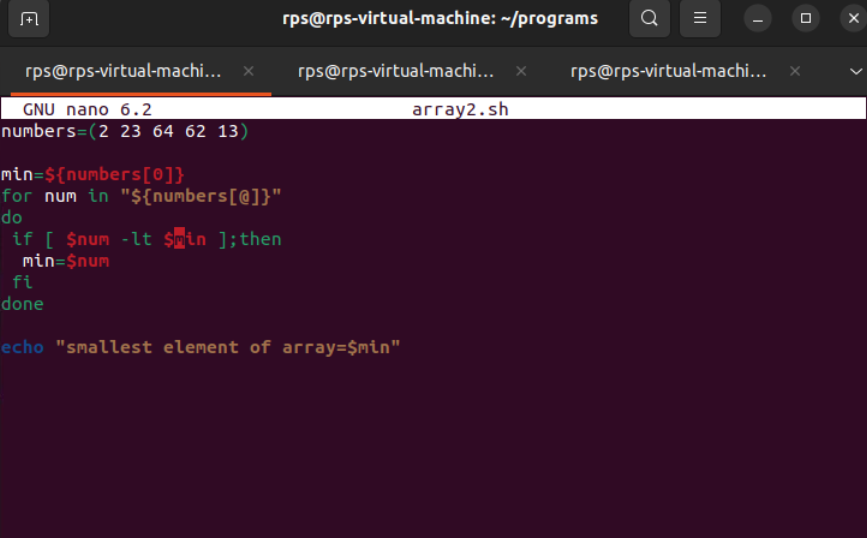 rps@rps-virtual-machine: ~/programs
rps@rps-virtual-machi... rps@rps-virtual-machi... rps@rps-virtual-machi...
GNU nano 6.2 array2.sh
numbers=(2 23 64 62 13)
min=${numbers[0]}
for num in "${numbers[@]}"
do
 if [ $num -lt $min ];then
  min=$num
 fi
done
echo "smallest element of array=$min"